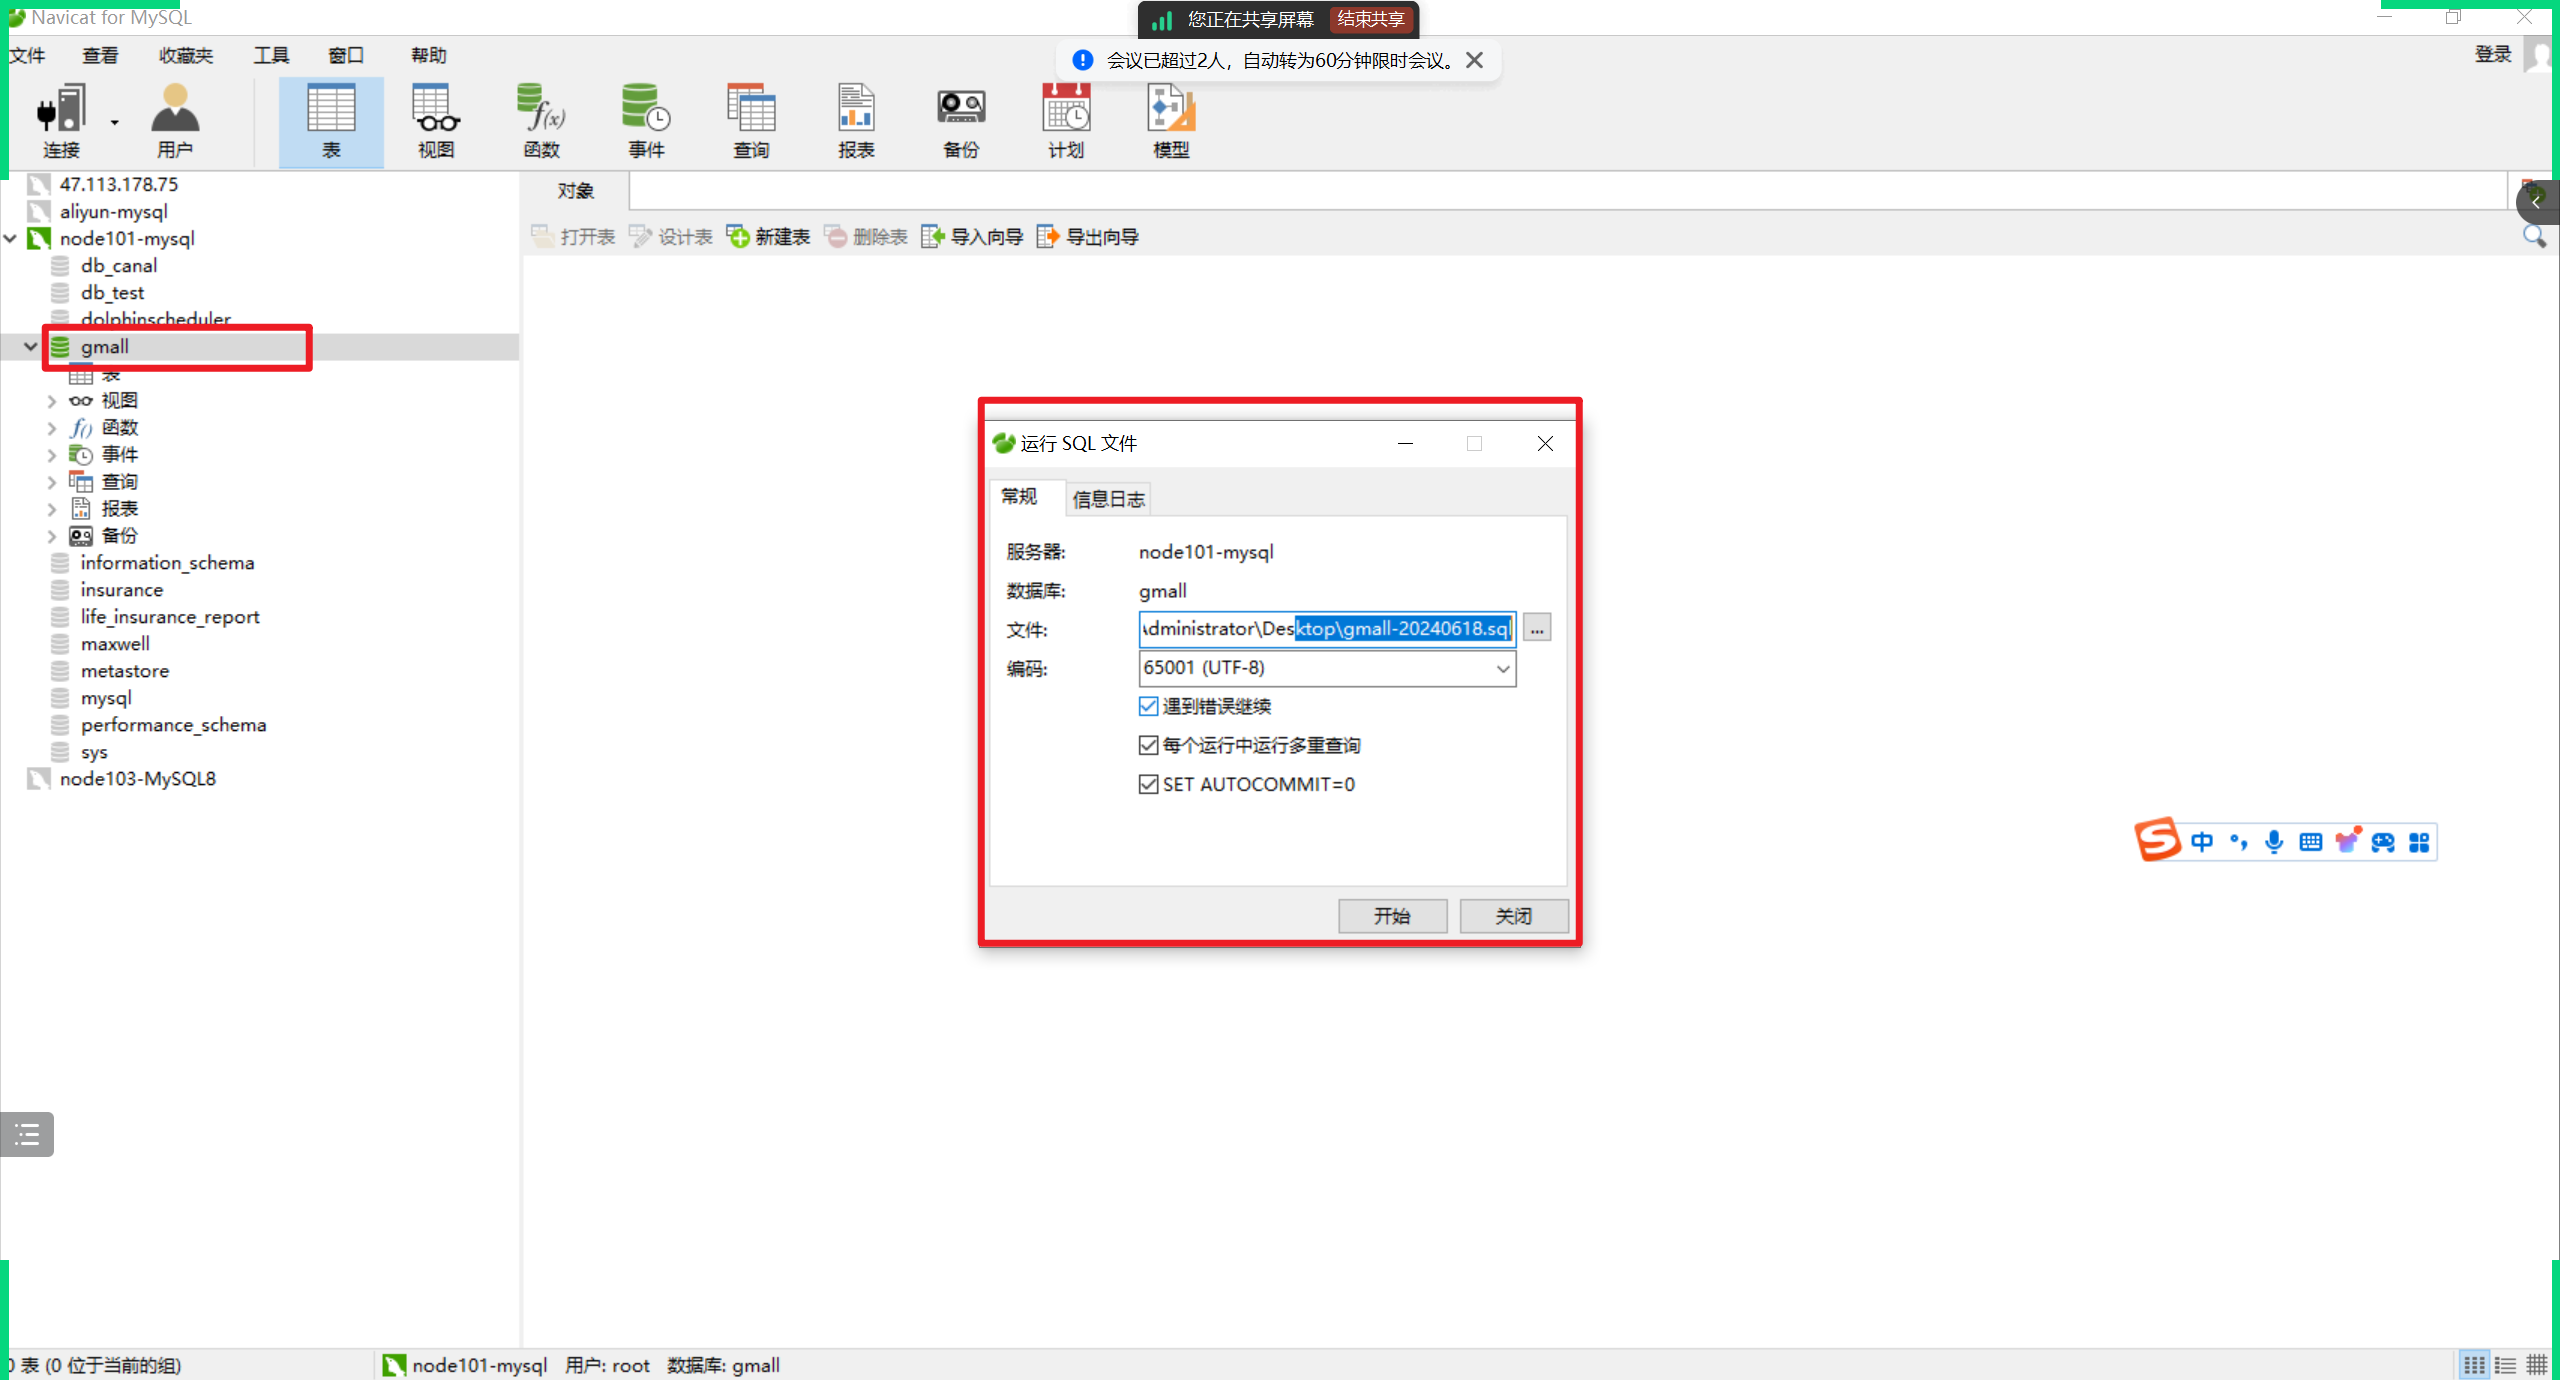 Navicat for MySQL
您正在共享屏幕 结束共享
会议已超过2人，自动转为60分钟限时会议。
文件 查看 收藏夹 工具 窗口 帮助 登录
连接 用户 表 视图 函数 事件 查询 报表 备份 计划 模型
47.113.178.75
aliyun-mysql
node101-mysql
db_canal
db_test
dolphinscheduler
gmall
表
视图
函数
事件
查询
报表
备份
information_schema
insurance
life_insurance_report
maxwell
metastore
mysql
performance_schema
sys
node103-MySQL8
对象
打开表 设计表 新建表 删除表 导入向导 导出向导
运行 SQL 文件
常规 信息日志
服务器: node101-mysql
数据库: gmall
文件: \dministrator\Desktop\gmall-20240618.sql ...
编码: 65001 (UTF-8)
遇到错误继续
每个运行中运行多重查询
SET AUTOCOMMIT=0
开始 关闭
中
0 表 (0 位于当前的组) node101-mysql 用户: root 数据库: gmall